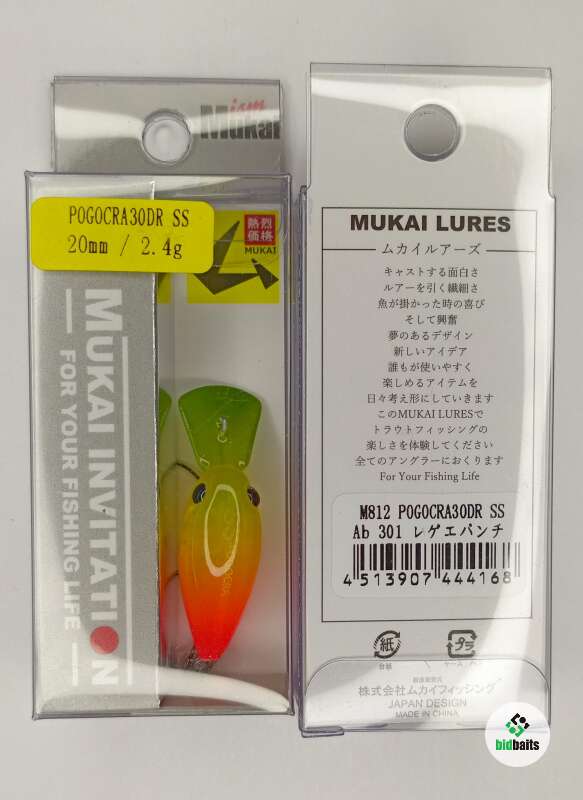 ism
Mukai
POGOCRA30DR SS
20mm / 2.4g
熱烈
価格
MUKAI
MUKAI INVITATION
FOR YOUR FISHING LIFE
MUKAI LURES
ムカイルアーズ
キャストする面白さ
ルアーを引く繊細さ
魚が掛かった時の喜び
そして興奮
夢のあるデザイン
新しいアイデア
誰もが使いやすく
楽しめるアイテムを
日々考え形にしていきます
このMUKAI LURESで
トラウトフィッシングの
楽しさを体験してください
全てのアングラーにおくります
For Your Fishing Life
M812 POGOCRA30DR SS
Ab 301 レゲエパンチ
4 513907 444168
紙
台紙
プラ
株式会社ムカイフィッシング
JAPAN DESIGN
MADE IN CHINA
bidbaits